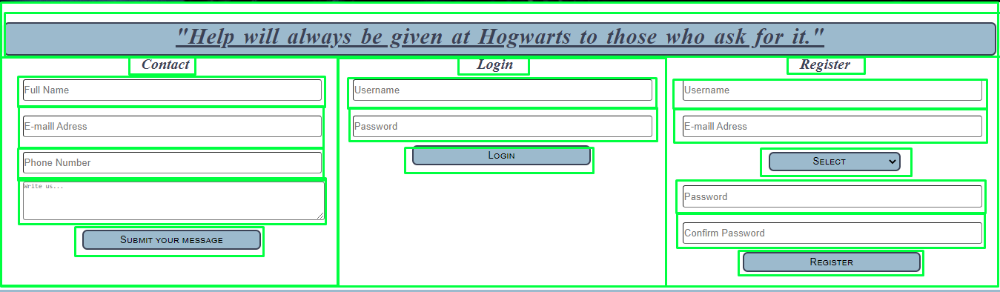 "Help will always be given at Hogwarts to those who ask for it."
Contact
Full Name
E-maill Adress
Phone Number
Write us...
Submit your message
Login
Username
Password
Login
Register
Username
E-maill Adress
Select
Password
Confirm Password
Register